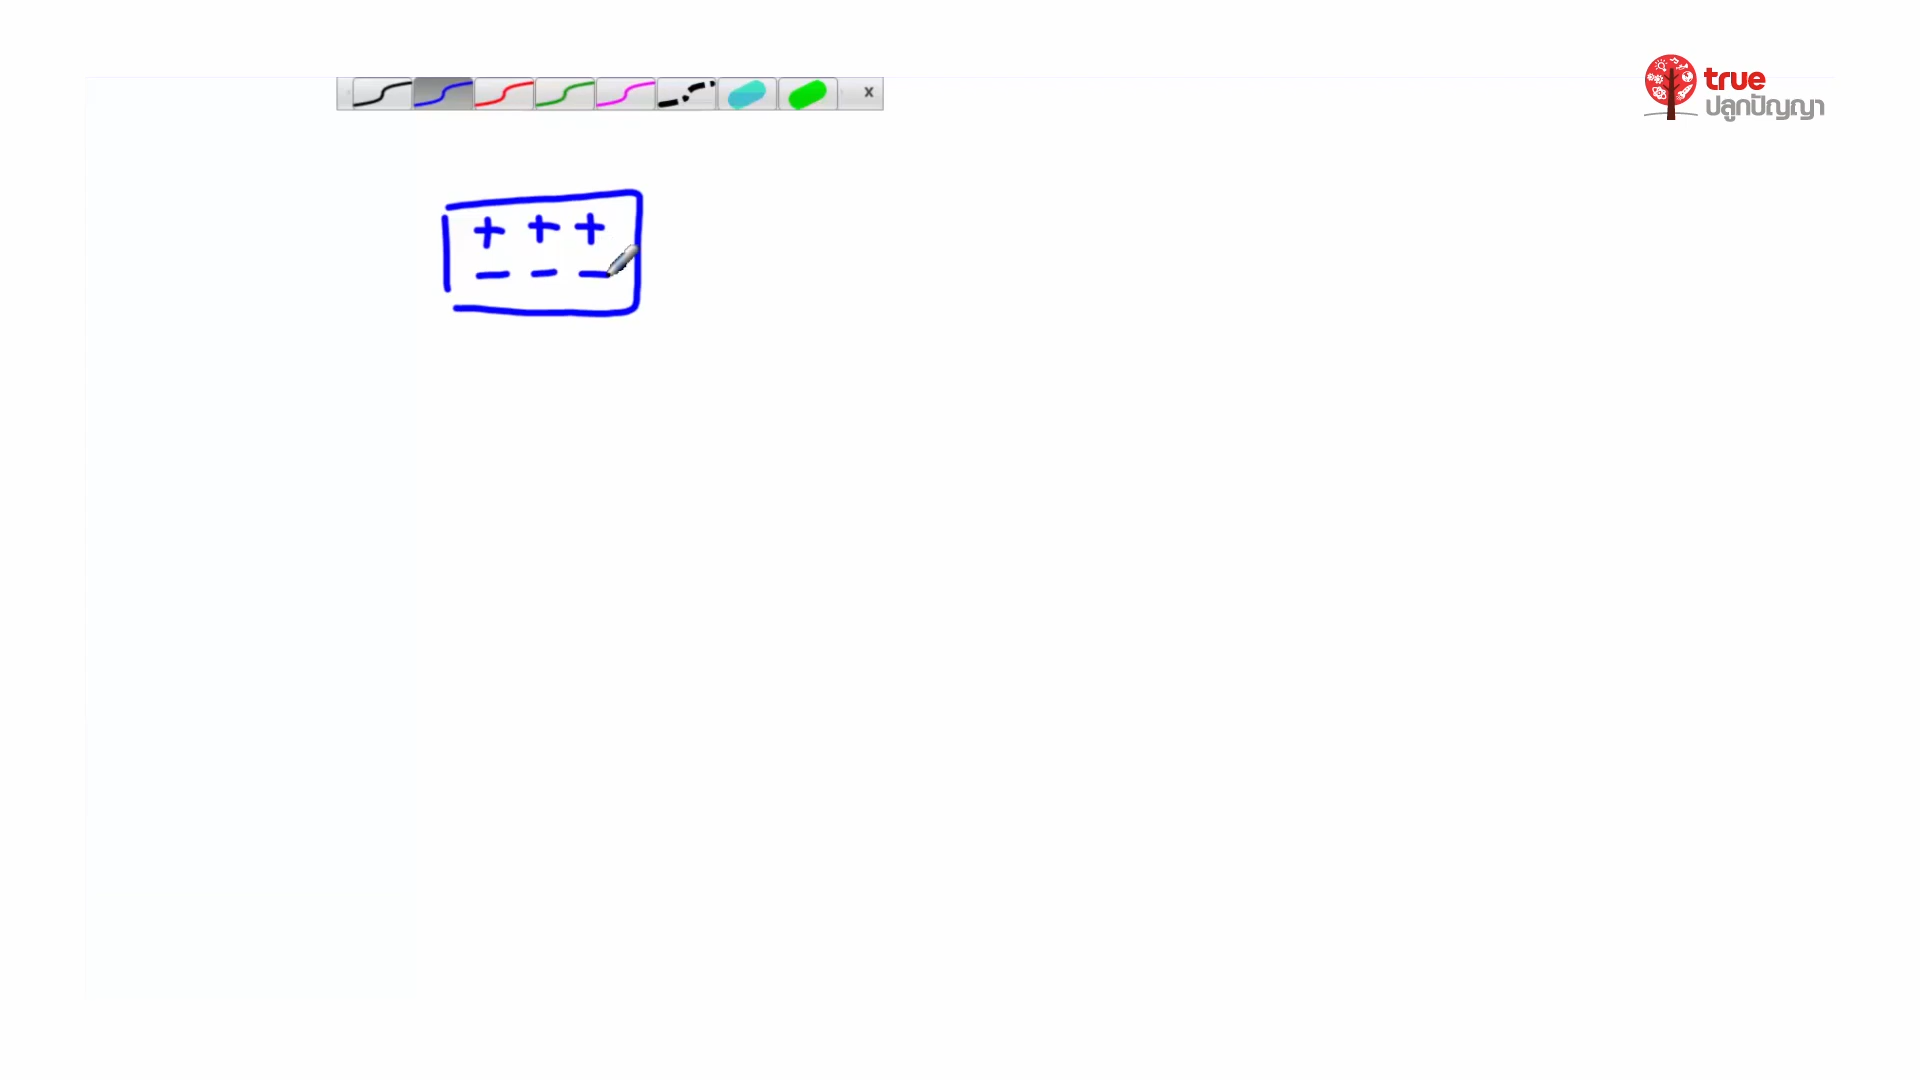 true
ปลูกปัญญา
x
+ + +
– – –